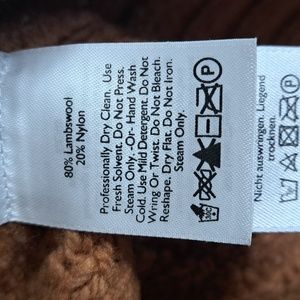 80% Lambswool
20% Nylon
Professionally Dry Clean. Use
Fresh Solvent. Do Not Press.
Steam Only. -Or- Hand Wash
Cold. Use Mild Detergent. Do Not
Wring Or Twist. Do Not Bleach.
Reshape. Dry Flat. Do Not Iron.
Steam Only.
P
Nicht auswringen. Liegend
trocknen.
P